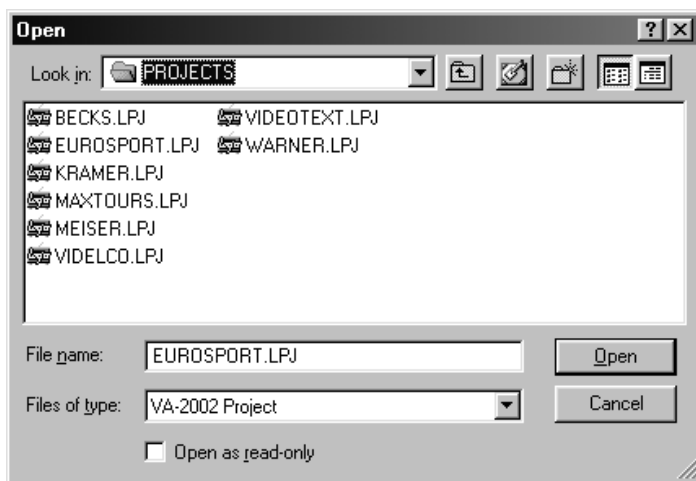 Open
Look in: PROJECTS
BECKS.LPJ
EUROSPORT.LPJ
KRAMER.LPJ
MAXTOURS.LPJ
MEISER.LPJ
VIDELCO.LPJ
VIDEOTEXT.LPJ
WARNER.LPJ
File name: EUROSPORT.LPJ
Open
Files of type: VA-2002 Project
Cancel
Open as read-only